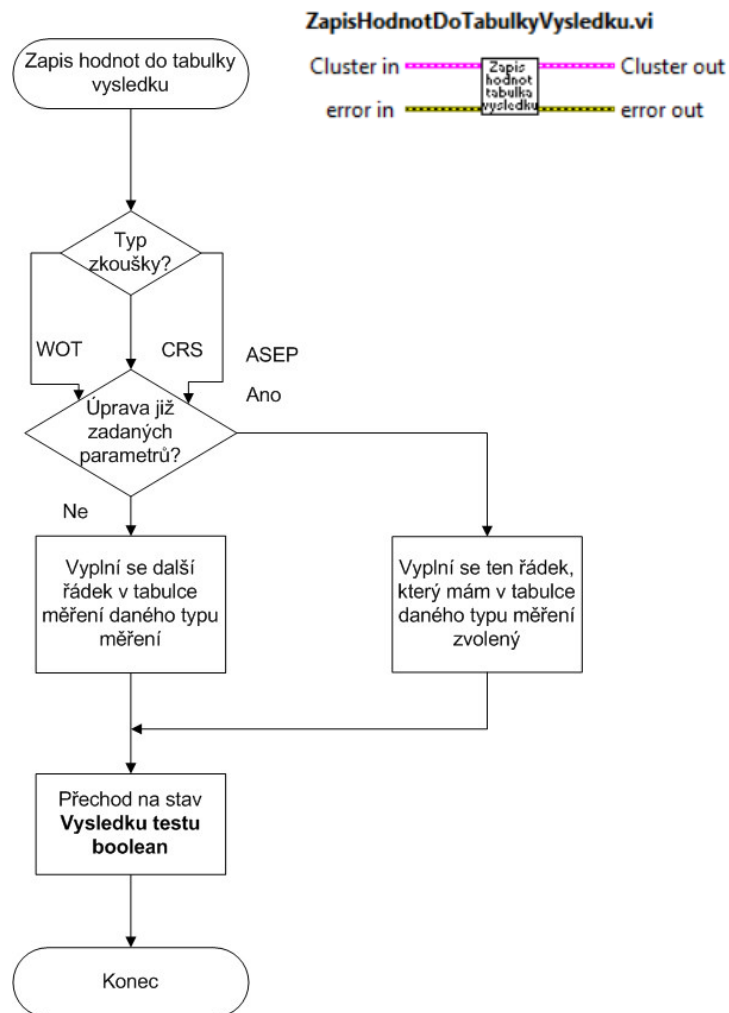 ZapisHodnotDoTabulkyVysledku.vi
Cluster in
Zapis
hodnot
tabulka
vysledku
Cluster out
error in
error out
Zapis hodnot do tabulky
vysledku
Typ
zkoušky?
WOT
CRS
ASEP
Ano
Úprava již
zadaných
parametrů?
Ne
Vyplní se další
řádek v tabulce
měření daného typu
měření
Vyplní se ten řádek,
který mám v tabulce
daného typu měření
zvolený
Přechod na stav
Vysledku testu
boolean
Konec